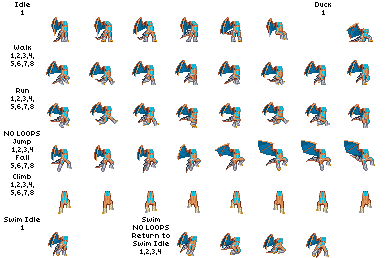 Idle
1
Duck
1
Walk
1,2,3,4,
5,6,7,8
Run
1,2,3,4,
5,6,7,8
NO LOOPS
Jump
1,2,3,4
Fall
5,6,7,8
Climb
1,2,3,4,
5,6,7,8
Swim Idle
1
Swim
NO LOOPS
Return to
Swim Idle
1,2,3,4